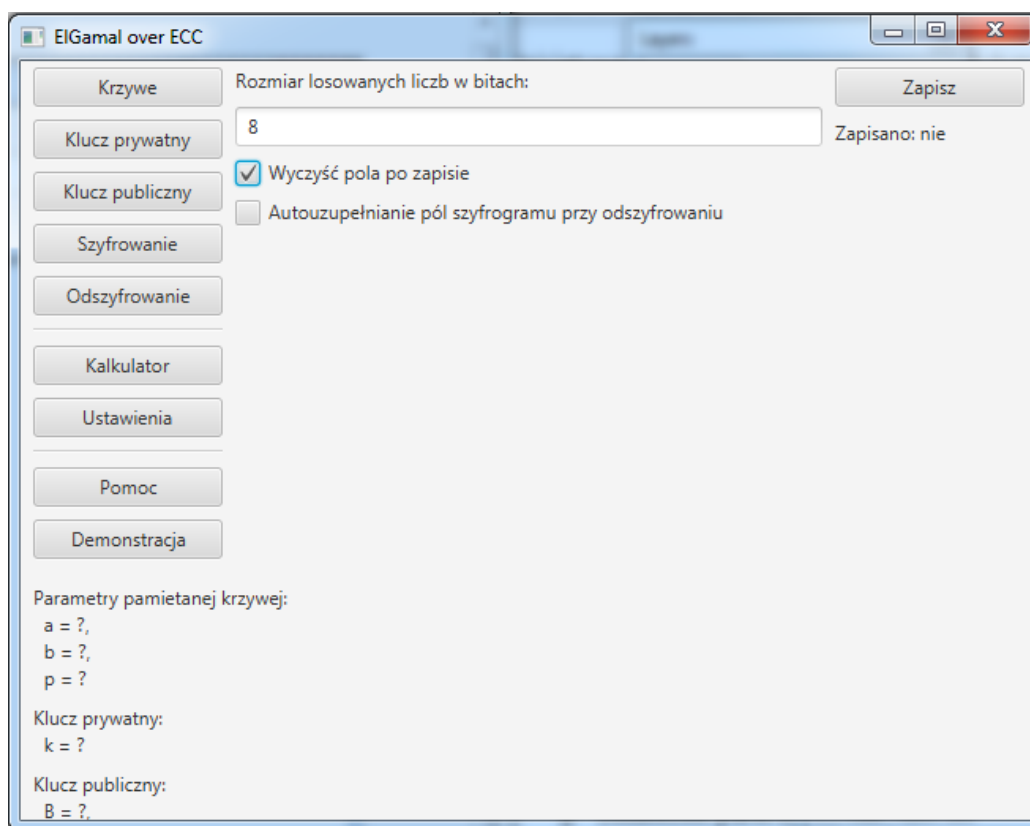 ElGamal over ECC
Krzywe
Klucz prywatny
Klucz publiczny
Szyfrowanie
Odszyfrowanie
Kalkulator
Ustawienia
Pomoc
Demonstracja
Rozmiar losowanych liczb w bitach:
8
Wyczyść pola po zapisie
Autouzupełnianie pól szyfrogramu przy odszyfrowaniu
Zapisz
Zapisano: nie
Parametry pamietanej krzywej:
a = ?,
b = ?,
p = ?
Klucz prywatny:
k = ?
Klucz publiczny:
B = ?,